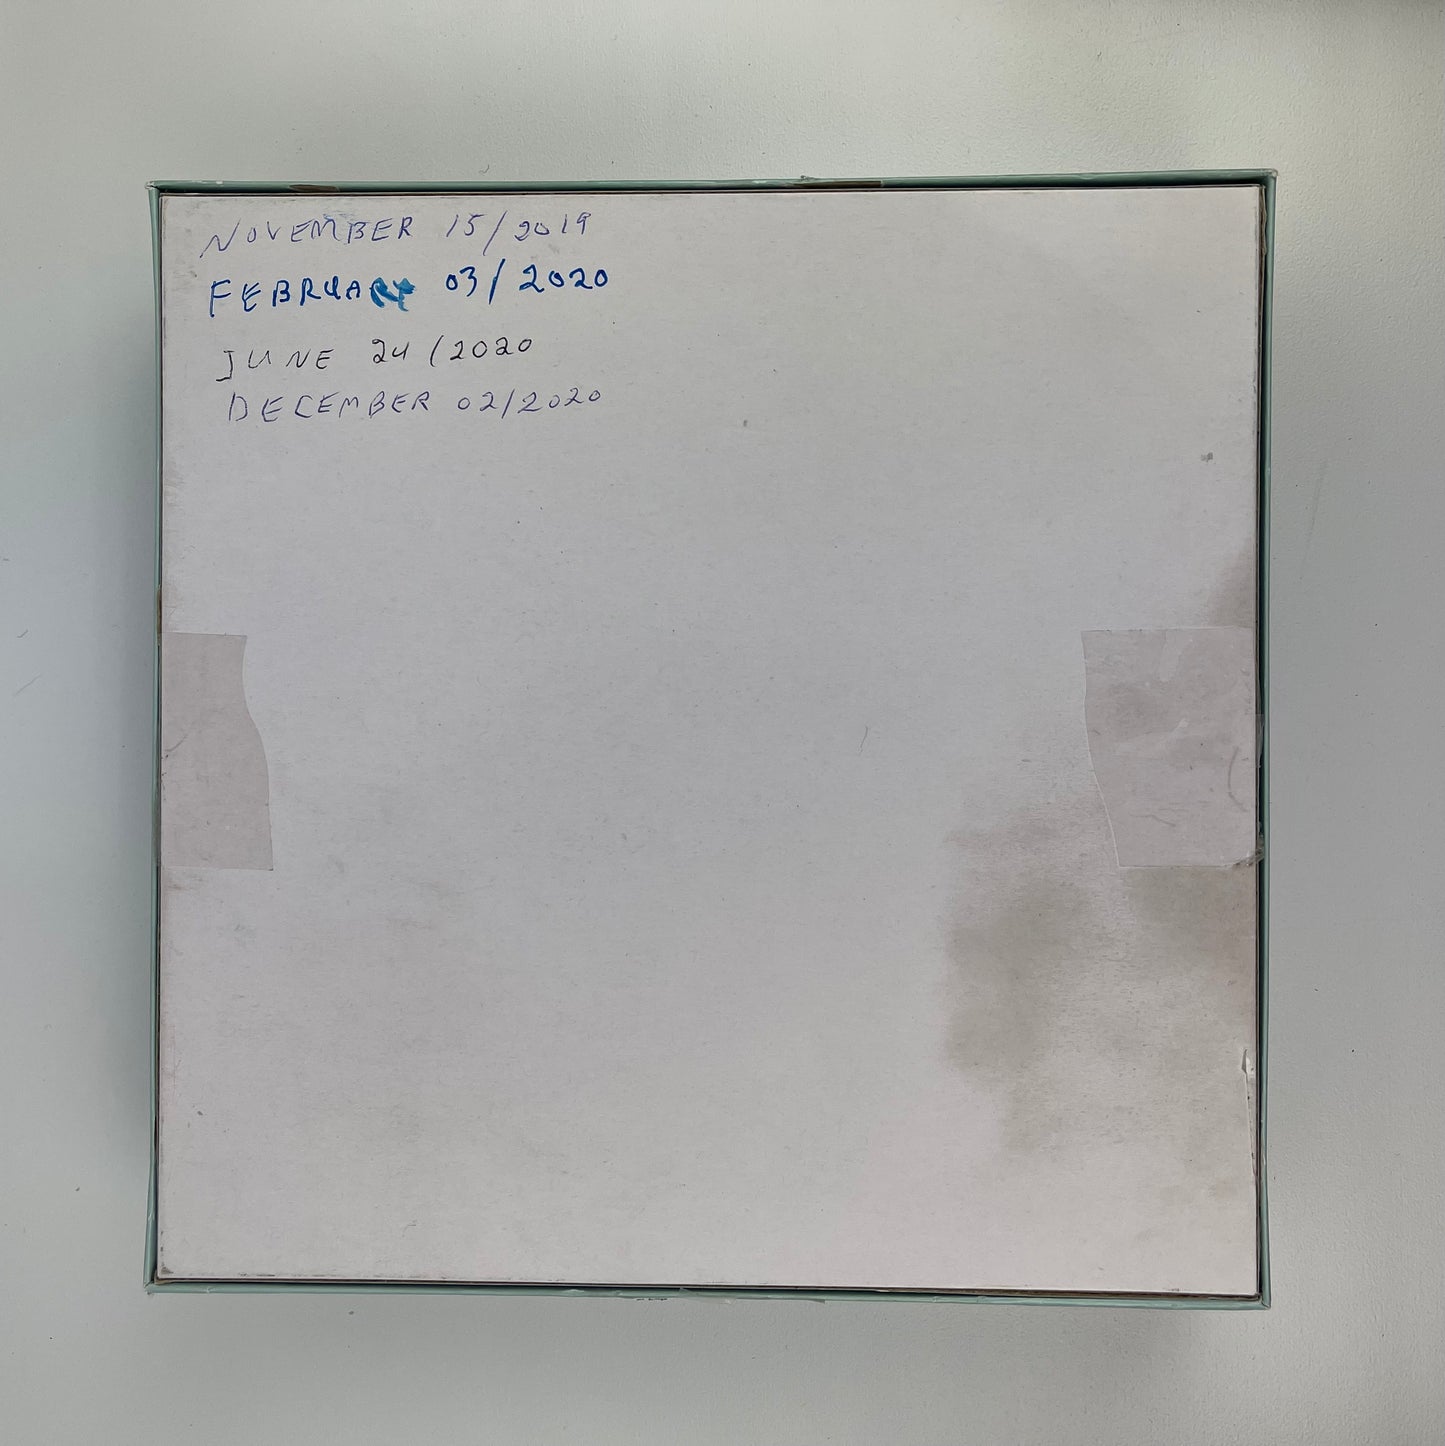 NOVEMBER 15/2019
FEBRUARY 03/2020
JUNE 24/2020
DECEMBER 02/2020